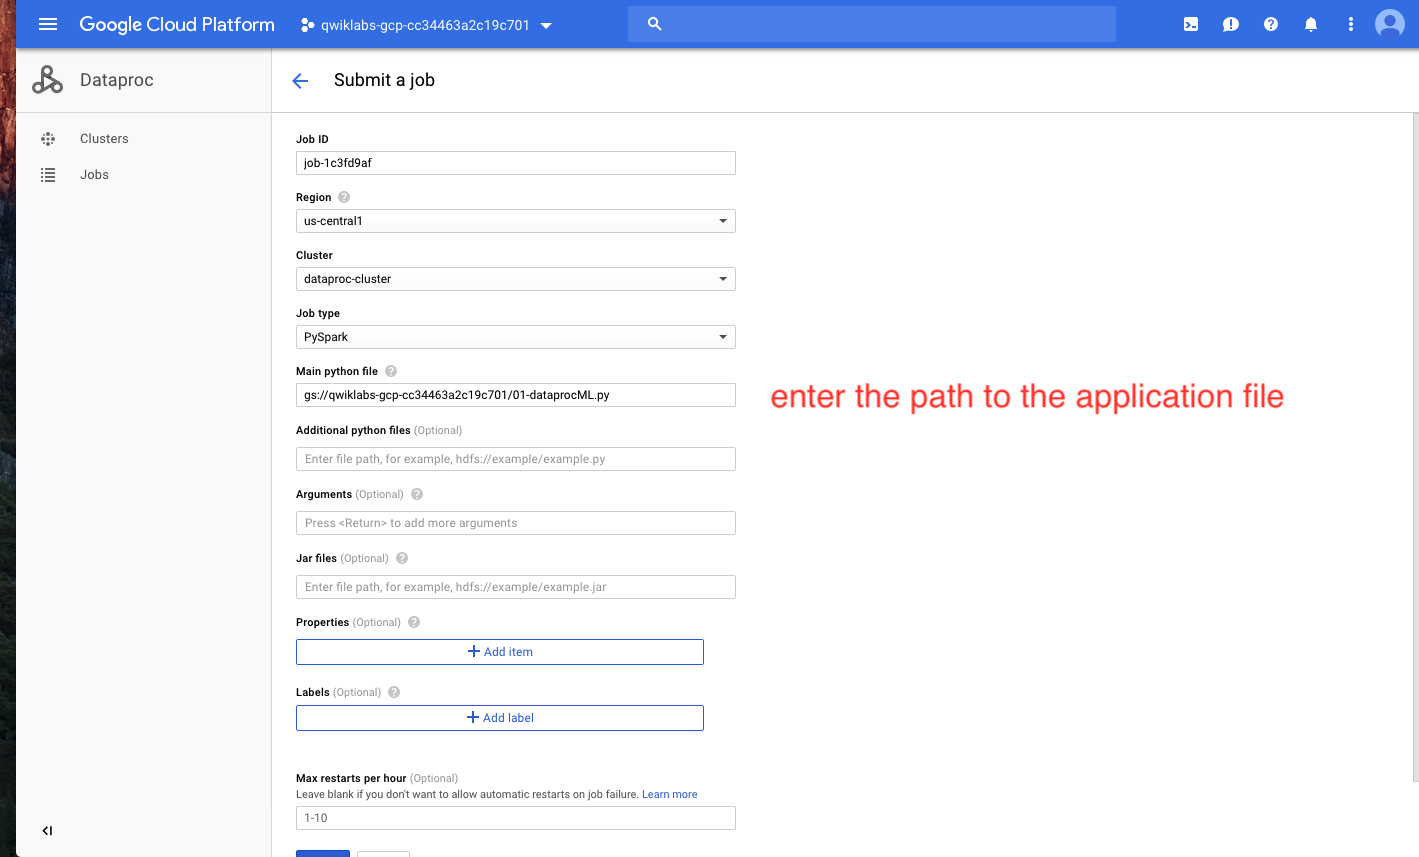 Google Cloud Platform
qwiklabs-gcp-cc34463a2c19c701
Dataproc
Submit a job
Clusters
Jobs
Job ID
job-1c3fd9af
Region
us-central1
Cluster
dataproc-cluster
Job type
PySpark
Main python file
gs://qwiklabs-gcp-cc34463a2c19c701/01-dataprocML.py
enter the path to the application file
Additional python files (Optional)
Enter file path, for example, hdfs://example/example.py
Arguments (Optional)
Press <Return> to add more arguments
Jar files (Optional)
Enter file path, for example, hdfs://example/example.jar
Properties (Optional)
+ Add item
Labels (Optional)
+ Add label
Max restarts per hour (Optional)
Leave blank if you don't want to allow automatic restarts on job failure. Learn more
1-10